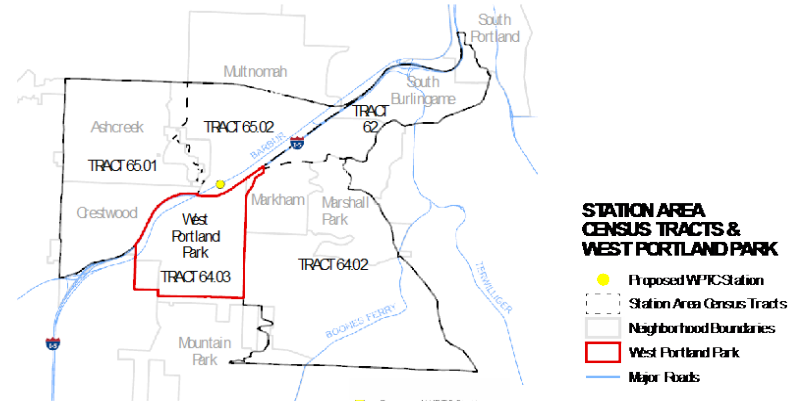 South
Portland
Multnomah
South
Burlingame
TRACT
62
Ashcreek
TRACT 65.02
BARBUR
I-5
TRACT 65.01
Crestwood
West
Portland
Park
Markham
Marshall
Park
TRACT 64.03
TRACT 64.02
TERWILLIGER
BOONES FERRY
Mountain
Park
I-5
STATION AREA
CENSUS TRACTS &
WEST PORTLAND PARK
Proposed WPTC Station
Station Area Census Tracts
Neighborhood Boundaries
West Portland Park
Major Roads